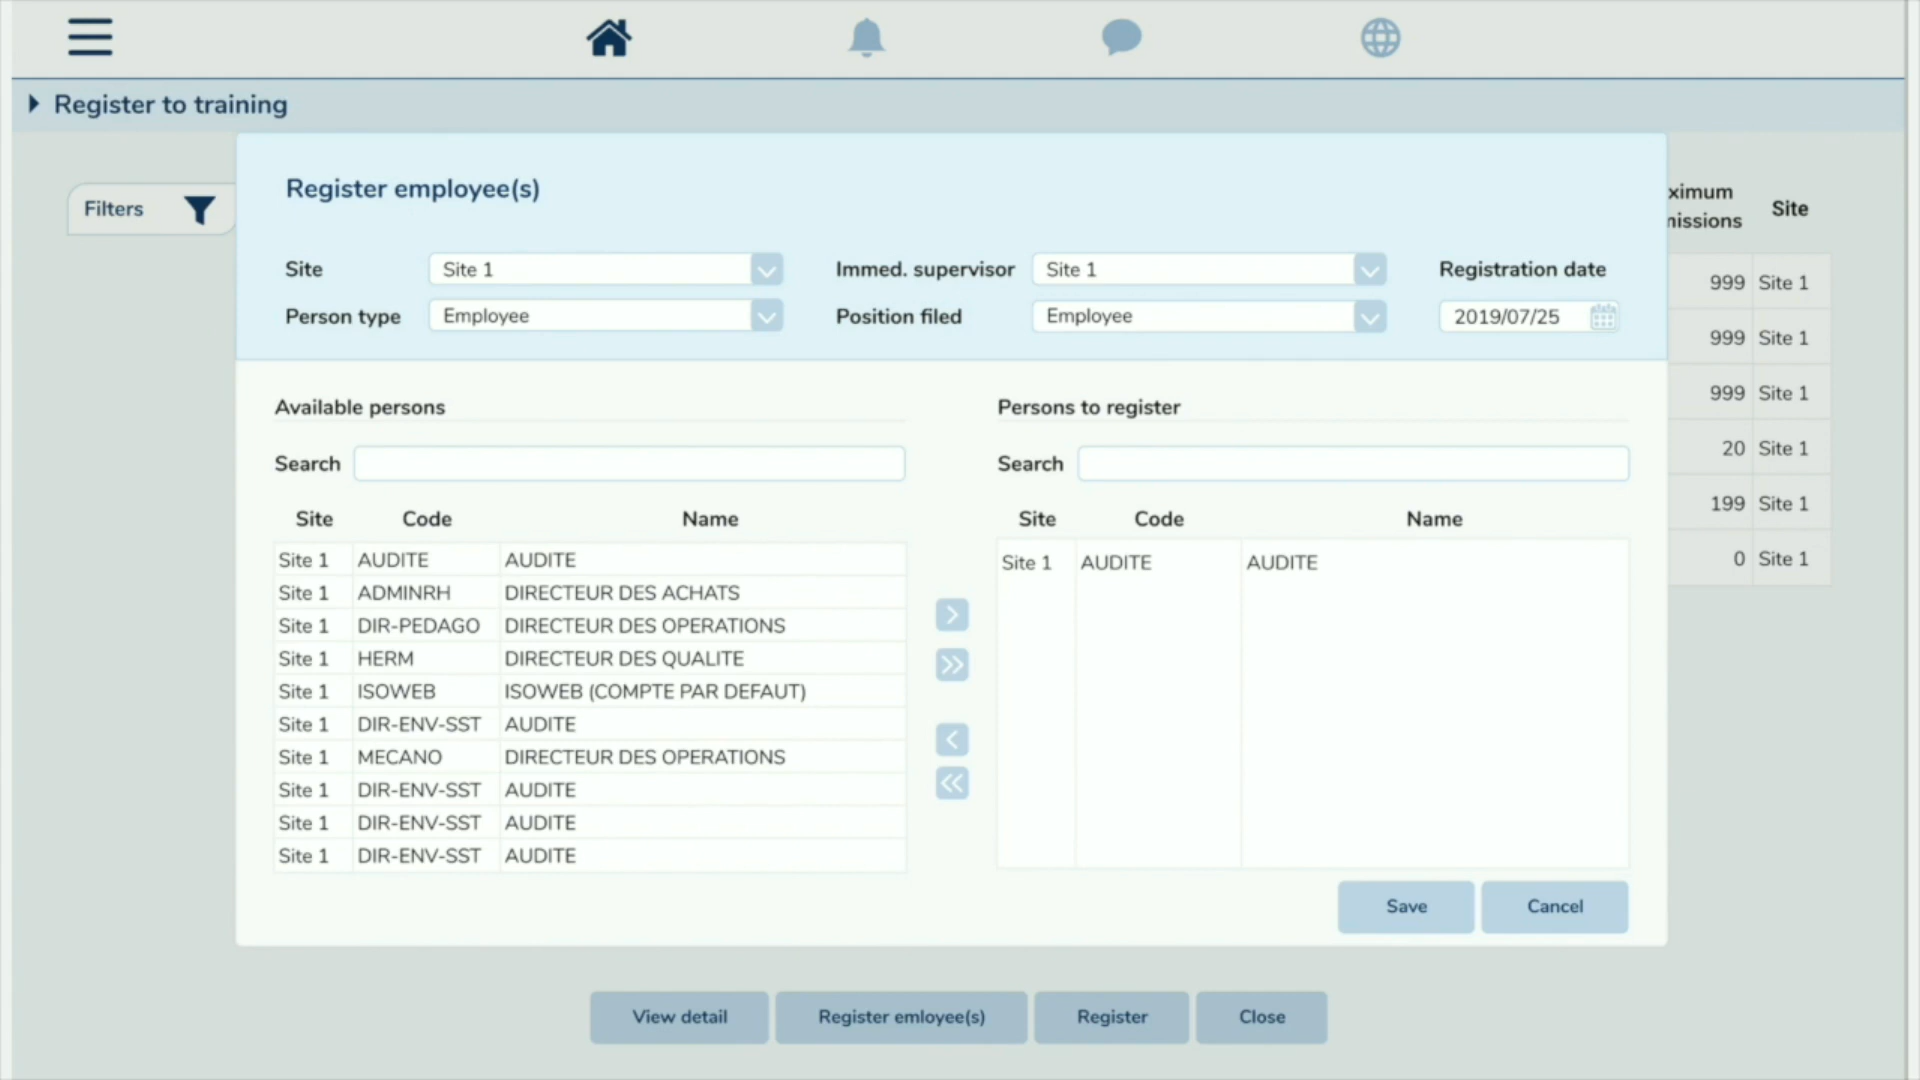 Register to training
Filters
Register employee(s)
Site Site 1 Immed. supervisor Site 1 Registration date
Person type Employee Position filed Employee 2019/07/25
Available persons
Search
Site Code Name
Site 1 AUDITE AUDITE
Site 1 ADMINRH DIRECTEUR DES ACHATS
Site 1 DIR-PEDAGO DIRECTEUR DES OPERATIONS
Site 1 HERM DIRECTEUR DES QUALITE
Site 1 ISOWEB ISOWEB (COMPTE PAR DEFAUT)
Site 1 DIR-ENV-SST AUDITE
Site 1 MECANO DIRECTEUR DES OPERATIONS
Site 1 DIR-ENV-SST AUDITE
Site 1 DIR-ENV-SST AUDITE
Site 1 DIR-ENV-SST AUDITE
Persons to register
Search
Site Code Name
Site 1 AUDITE AUDITE
Save Cancel
ximum
missions Site
999 Site 1
999 Site 1
999 Site 1
20 Site 1
199 Site 1
0 Site 1
View detail Register emloyee(s) Register Close